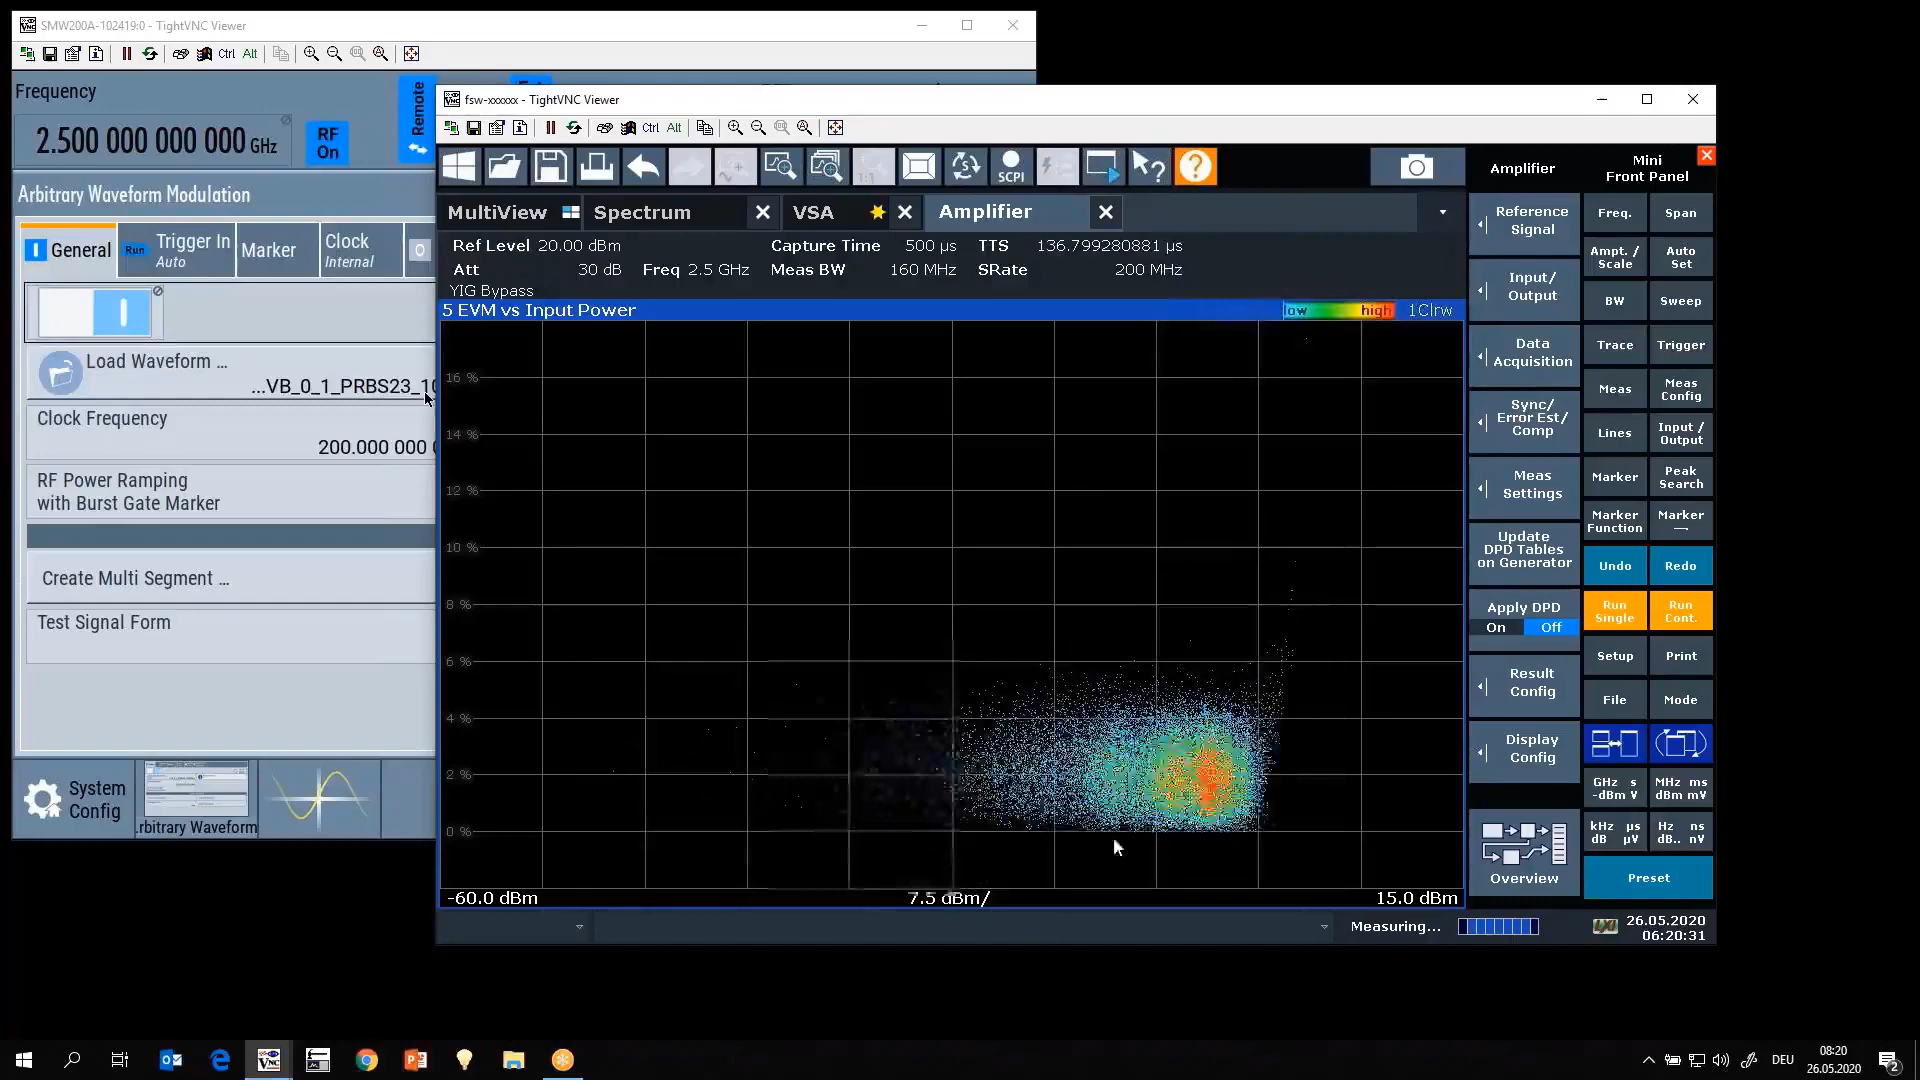 SMW200A-102419:0 - TightVNC Viewer
Ctrl Alt
Frequency
2.500 000 000 000 GHz
RF
On
Remote
Arbitrary Waveform Modulation
General
Run
Trigger In
Auto
Marker
Clock
Internal
Load Waveform ...
...VB_0_1_PRBS23_10
Clock Frequency
200.000 000 0
RF Power Ramping
with Burst Gate Marker
Create Multi Segment ...
Test Signal Form
System
Config
rbitrary Waveform
fsw-xxxxxx - TightVNC Viewer
Ctrl Alt
SCPI
MultiView
Spectrum
VSA
Amplifier
Ref Level 20.00 dBm
Capture Time 500 µs
TTS 136.799280881 µs
Att 30 dB
Freq 2.5 GHz
Meas BW 160 MHz
SRate 200 MHz
YIG Bypass
5 EVM vs Input Power
low high
1Clrw
16 %
14 %
12 %
10 %
8 %
6 %
4 %
2 %
0 %
-60.0 dBm
7.5 dBm/
15.0 dBm
Measuring...
26.05.2020
06:20:31
Amplifier
Reference
Signal
Input/
Output
Data
Acquisition
Sync/
Error Est/
Comp
Meas
Settings
Update
DPD Tables
on Generator
Apply DPD
On Off
Result
Config
Display
Config
Overview
Mini
Front Panel
Freq. Span
Ampt. /
Scale
Auto
Set
BW Sweep
Trace Trigger
Meas
Meas
Config
Lines
Input /
Output
Marker
Peak
Search
Marker
Function
Marker
Undo Redo
Run
Single
Run
Cont.
Setup Print
File Mode
GHz s
-dBm V
MHz ms
dBm mV
kHz µs
dB µV
Hz ns
dB.. nV
Preset
DEU
08:20
26.05.2020
2